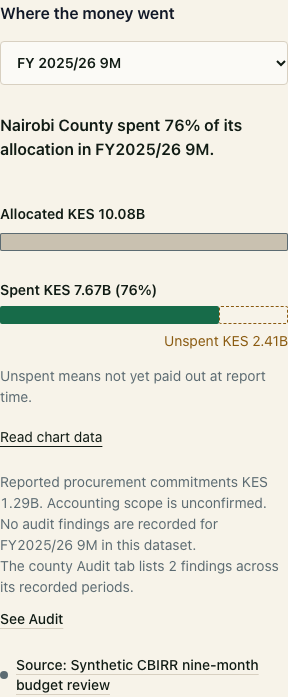 Where the money went
FY 2025/26 9M
Nairobi County spent 76% of its
allocation in FY2025/26 9M.
Allocated KES 10.08B
Spent KES 7.67B (76%)
Unspent KES 2.41B
Unspent means not yet paid out at report
time.
Read chart data
Reported procurement commitments KES
1.29B. Accounting scope is unconfirmed.
No audit findings are recorded for
FY2025/26 9M in this dataset.
The county Audit tab lists 2 findings across
its recorded periods.
See Audit
Source: Synthetic CBIRR nine-month
budget review